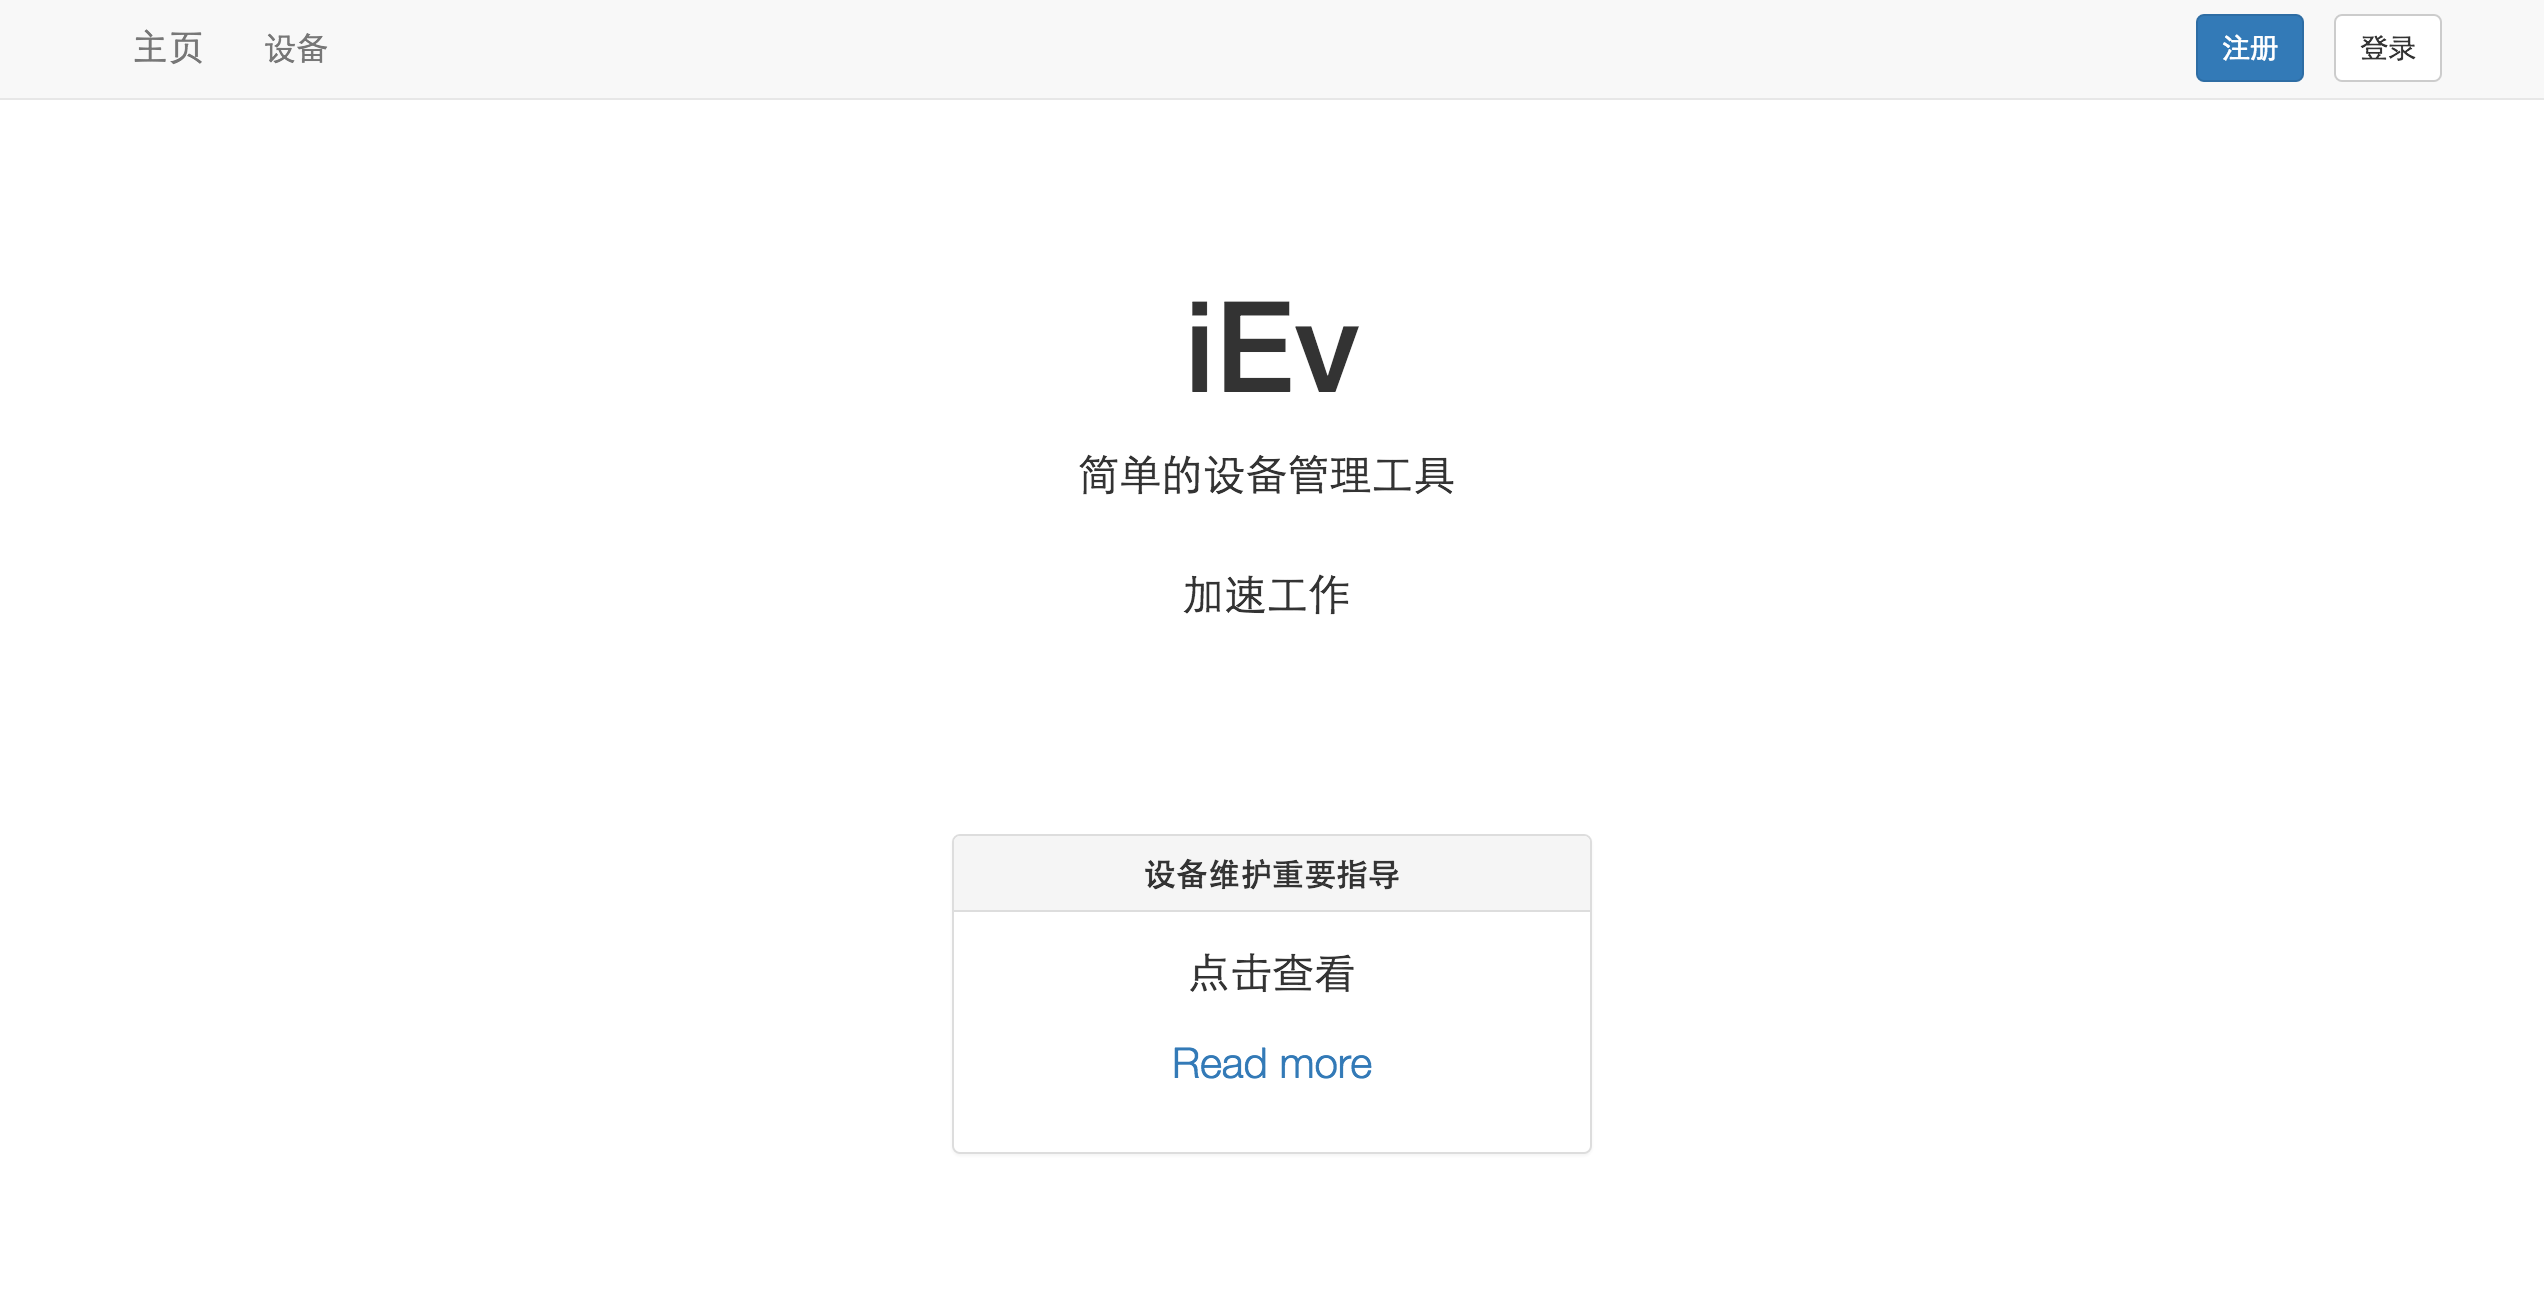 主页 设备 注册 登录
iEv
简单的设备管理工具
加速工作
设备维护重要指导
点击查看
Read more